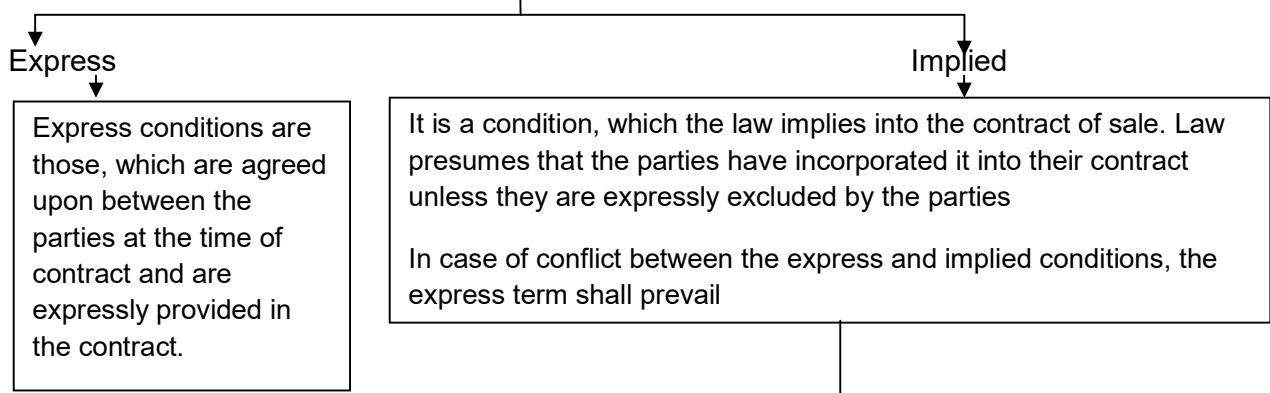 Express
Implied
Express conditions are
those, which are agreed
upon between the
parties at the time of
contract and are
expressly provided in
the contract.
It is a condition, which the law implies into the contract of sale. Law
presumes that the parties have incorporated it into their contract
unless they are expressly excluded by the parties
In case of conflict between the express and implied conditions, the
express term shall prevail